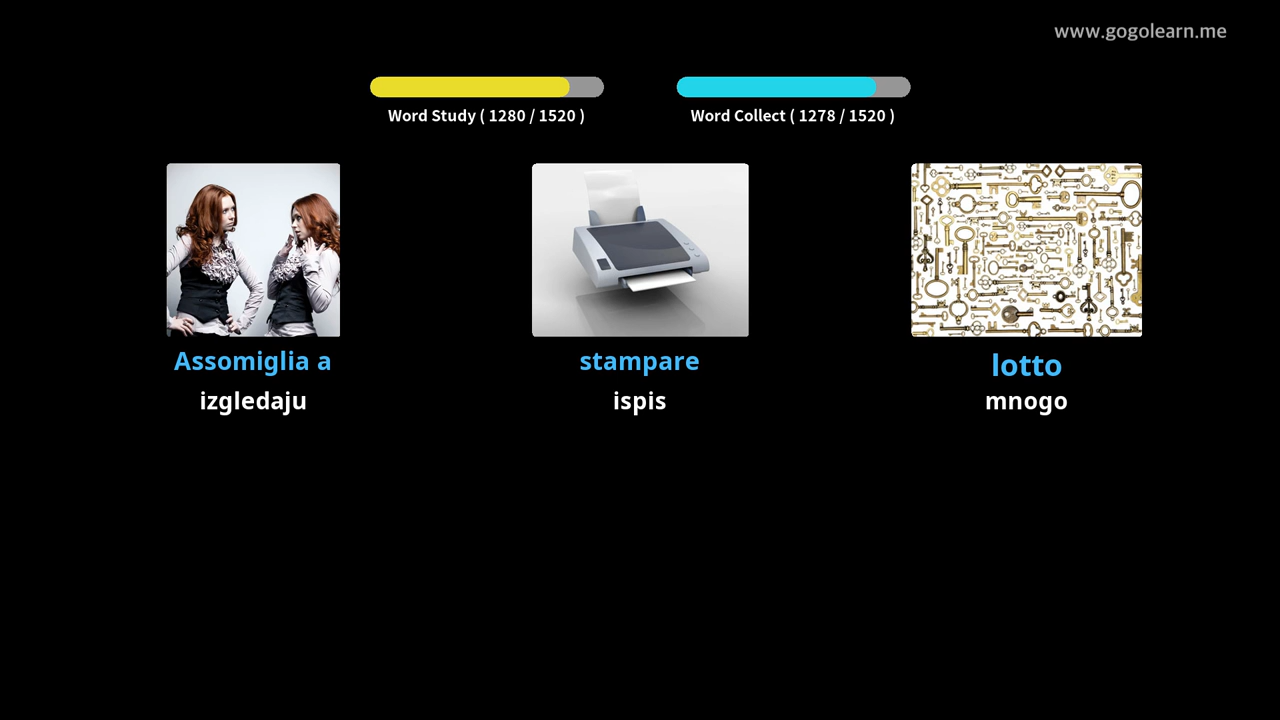 www.gogolearn.me
Word Study ( 1280 / 1520 )
Word Collect ( 1278 / 1520 )
Assomiglia a
izgledaju
stampare
ispis
lotto
mnogo